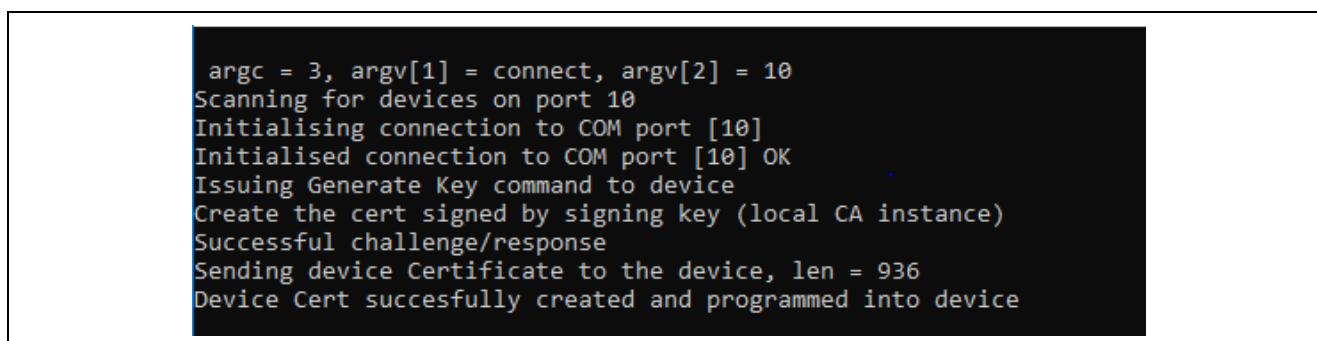 argc = 3, argv[1] = connect, argv[2] = 10
Scanning for devices on port 10
Initialising connection to COM port [10]
Initialised connection to COM port [10] OK
Issuing Generate Key command to device
Create the cert signed by signing key (local CA instance)
Successful challenge/response
Sending device Certificate to the device, len = 936
Device Cert succesfully created and programmed into device